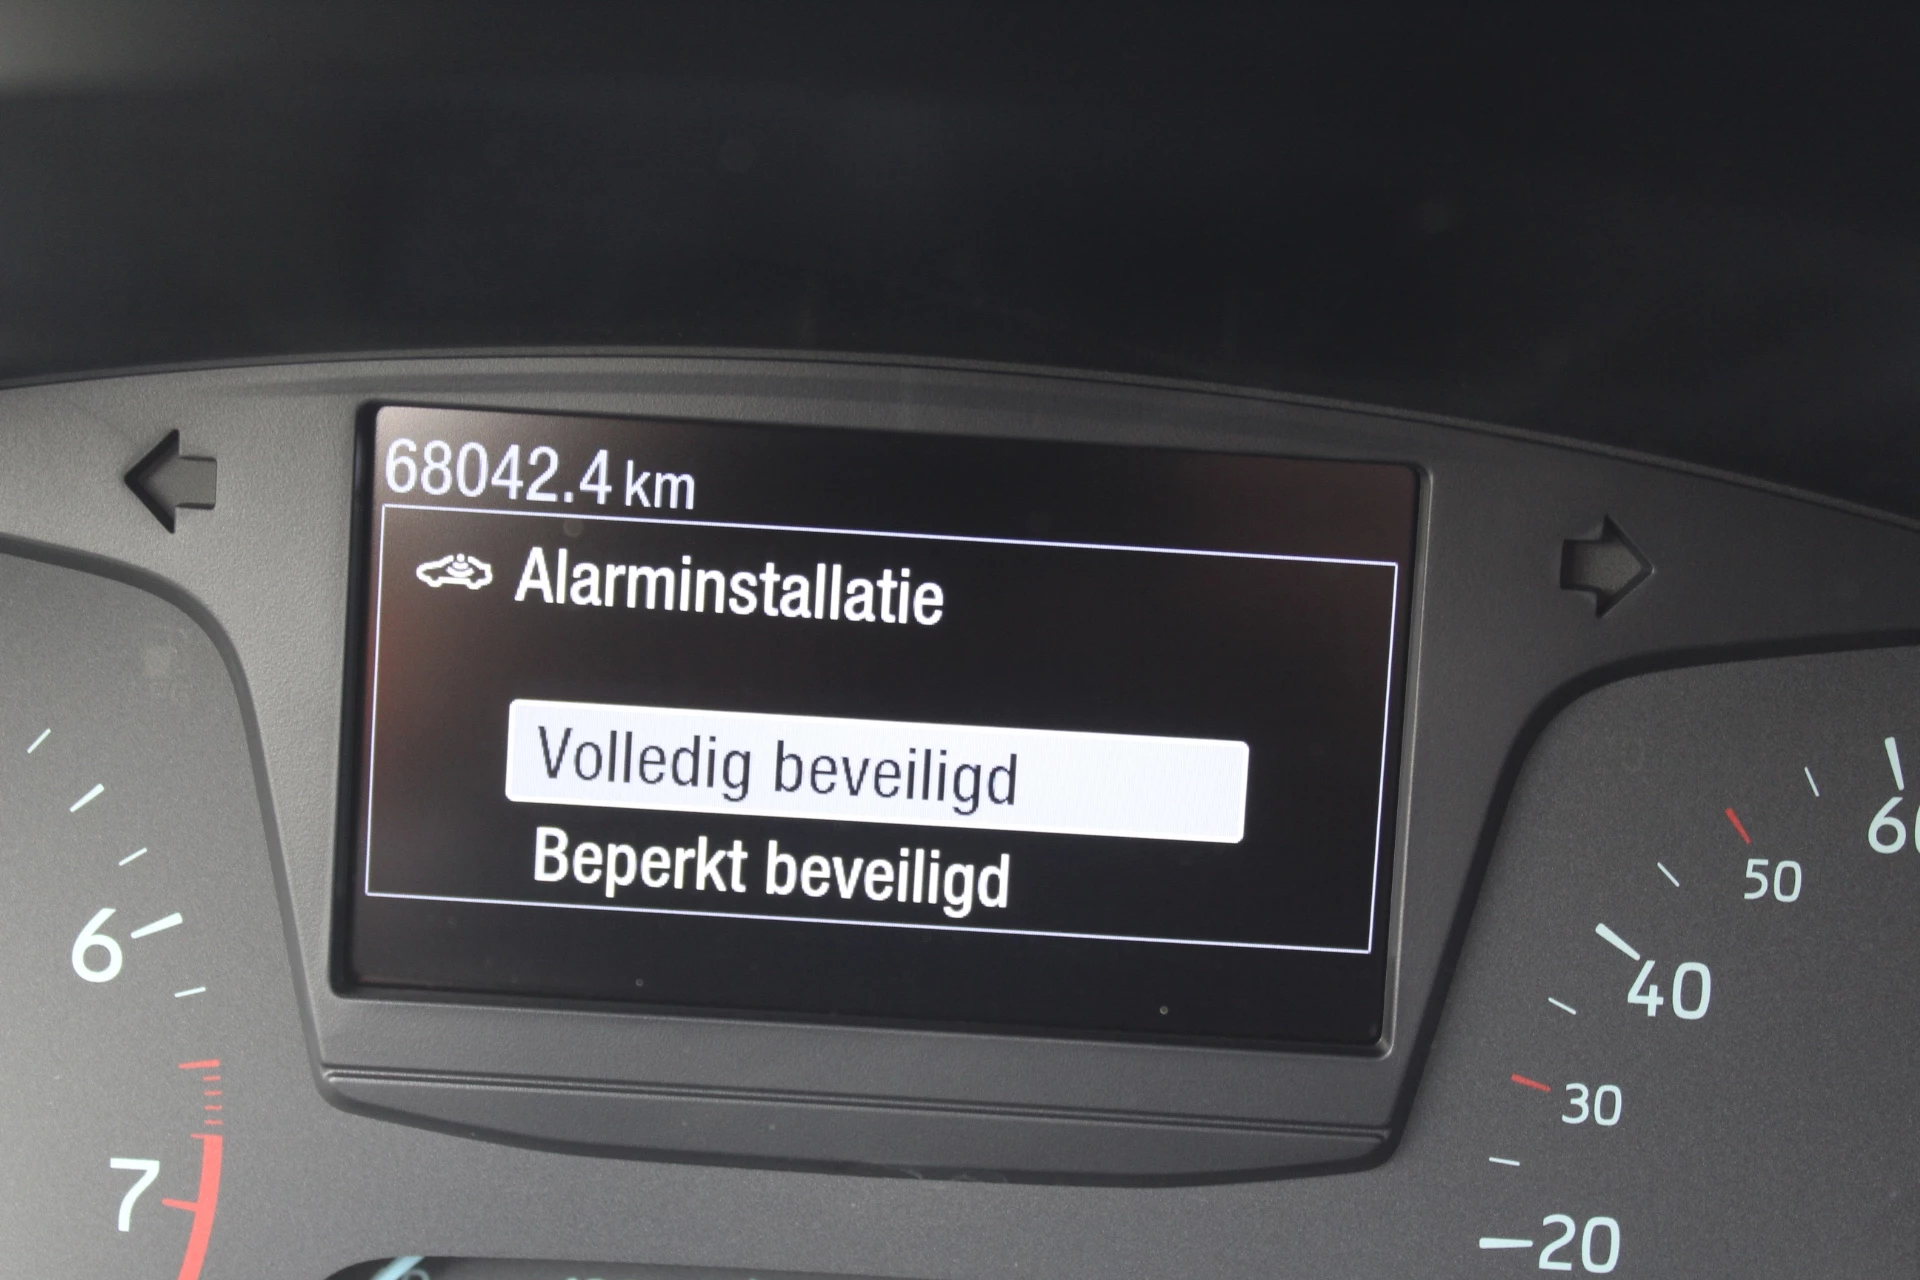 68042.4 km
Alarminstallatie
Volledig beveiligd
Beperkt beveiligd
6
7
60
50
40
30
20